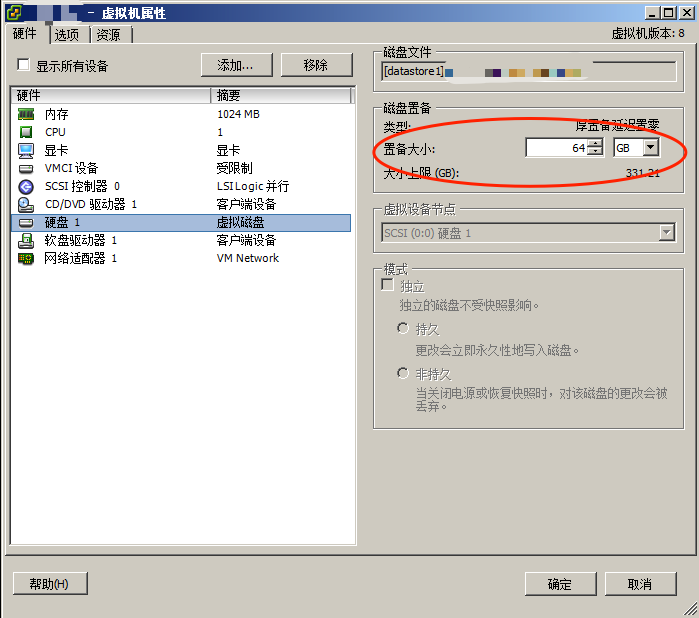 - 虚拟机属性
硬件 选项 资源
虚拟机版本: 8
显示所有设备
添加... 移除
硬件 摘要
内存 1024 MB
CPU 1
显卡 显卡
VMCI 设备 受限制
SCSI 控制器 0 LSI Logic 并行
CD/DVD 驱动器 1 客户端设备
硬盘 1 虚拟磁盘
软盘驱动器 1 客户端设备
网络适配器 1 VM Network
磁盘文件
[datastore1]
磁盘置备
类型: 厚置备延迟置零
置备大小: 64 GB
大小上限 (GB): 331.21
虚拟设备节点
SCSI (0:0) 硬盘 1
模式
独立
独立的磁盘不受快照影响。
持久
更改会立即永久性地写入磁盘。
非持久
当关闭电源或恢复快照时，对该磁盘的更改会被
丢弃。
帮助(H) 确定 取消